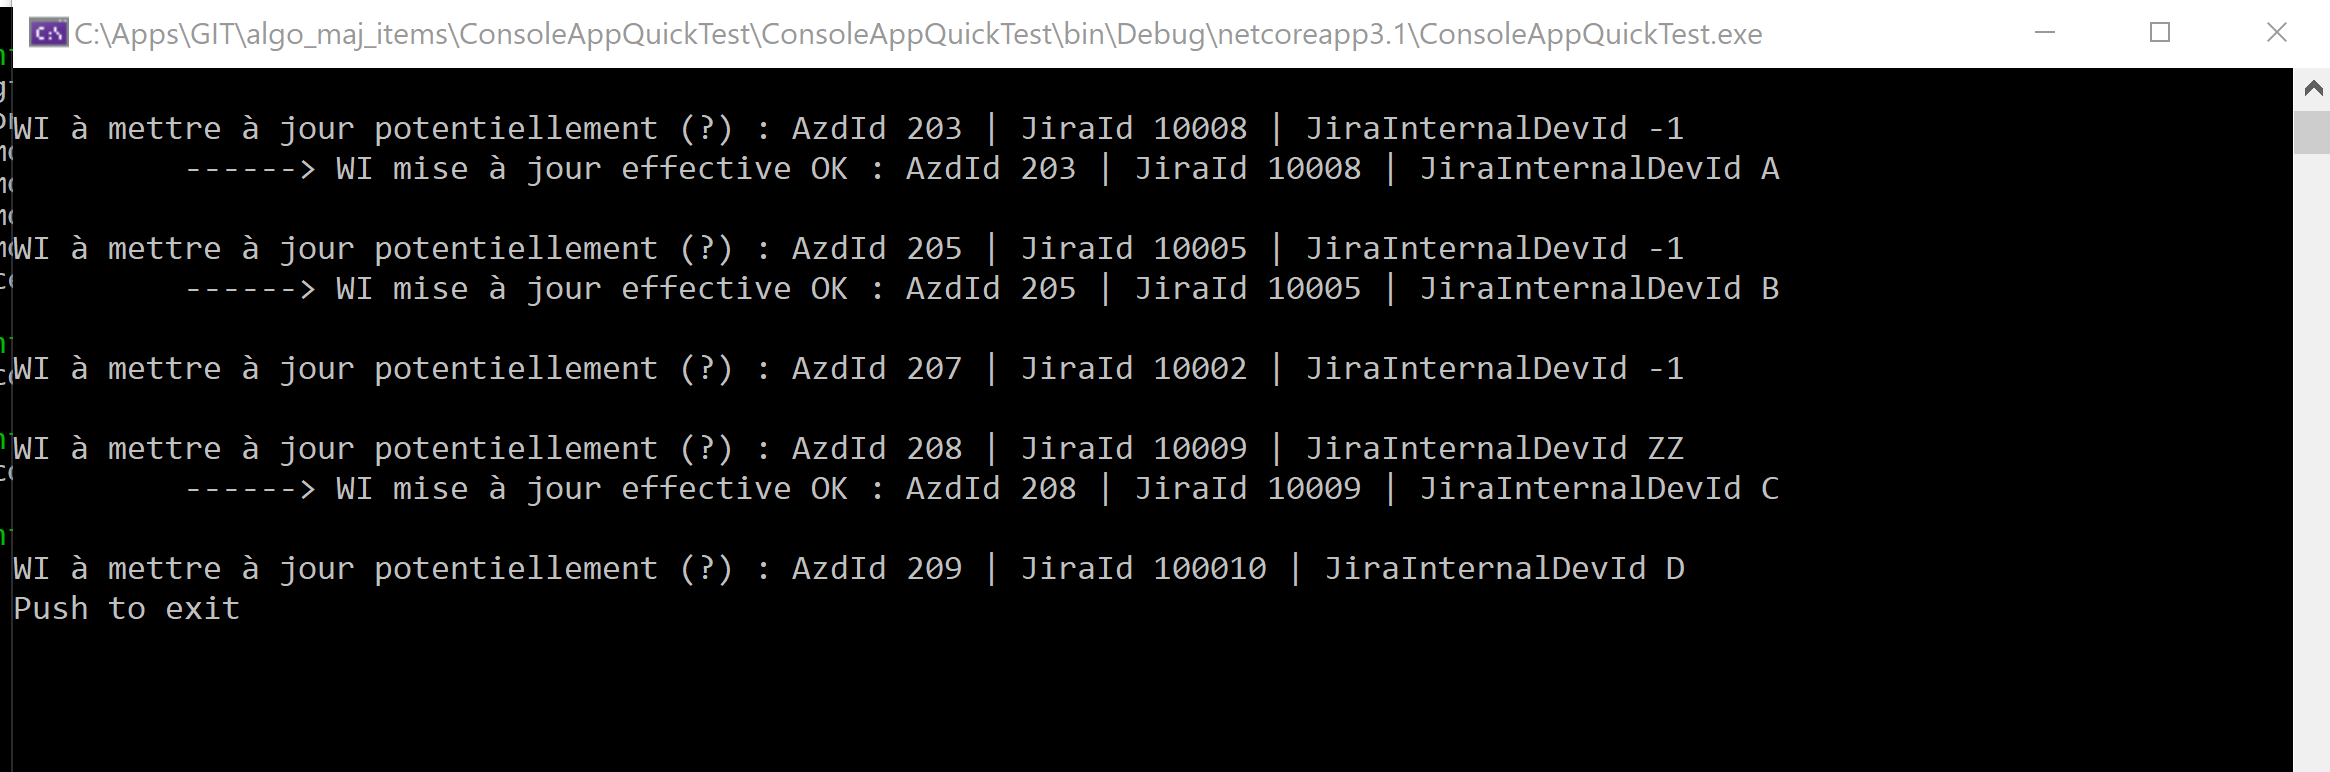 C:\Apps\GIT\algo_maj_items\ConsoleAppQuickTest\ConsoleAppQuickTest\bin\Debug\netcoreapp3.1\ConsoleAppQuickTest.exe
WI à mettre à jour potentiellement (?) : AzdId 203 | JiraId 10008 | JiraInternalDevId -1
------> WI mise à jour effective OK : AzdId 203 | JiraId 10008 | JiraInternalDevId A
WI à mettre à jour potentiellement (?) : AzdId 205 | JiraId 10005 | JiraInternalDevId -1
------> WI mise à jour effective OK : AzdId 205 | JiraId 10005 | JiraInternalDevId B
WI à mettre à jour potentiellement (?) : AzdId 207 | JiraId 10002 | JiraInternalDevId -1
WI à mettre à jour potentiellement (?) : AzdId 208 | JiraId 10009 | JiraInternalDevId ZZ
------> WI mise à jour effective OK : AzdId 208 | JiraId 10009 | JiraInternalDevId C
WI à mettre à jour potentiellement (?) : AzdId 209 | JiraId 100010 | JiraInternalDevId D
Push to exit